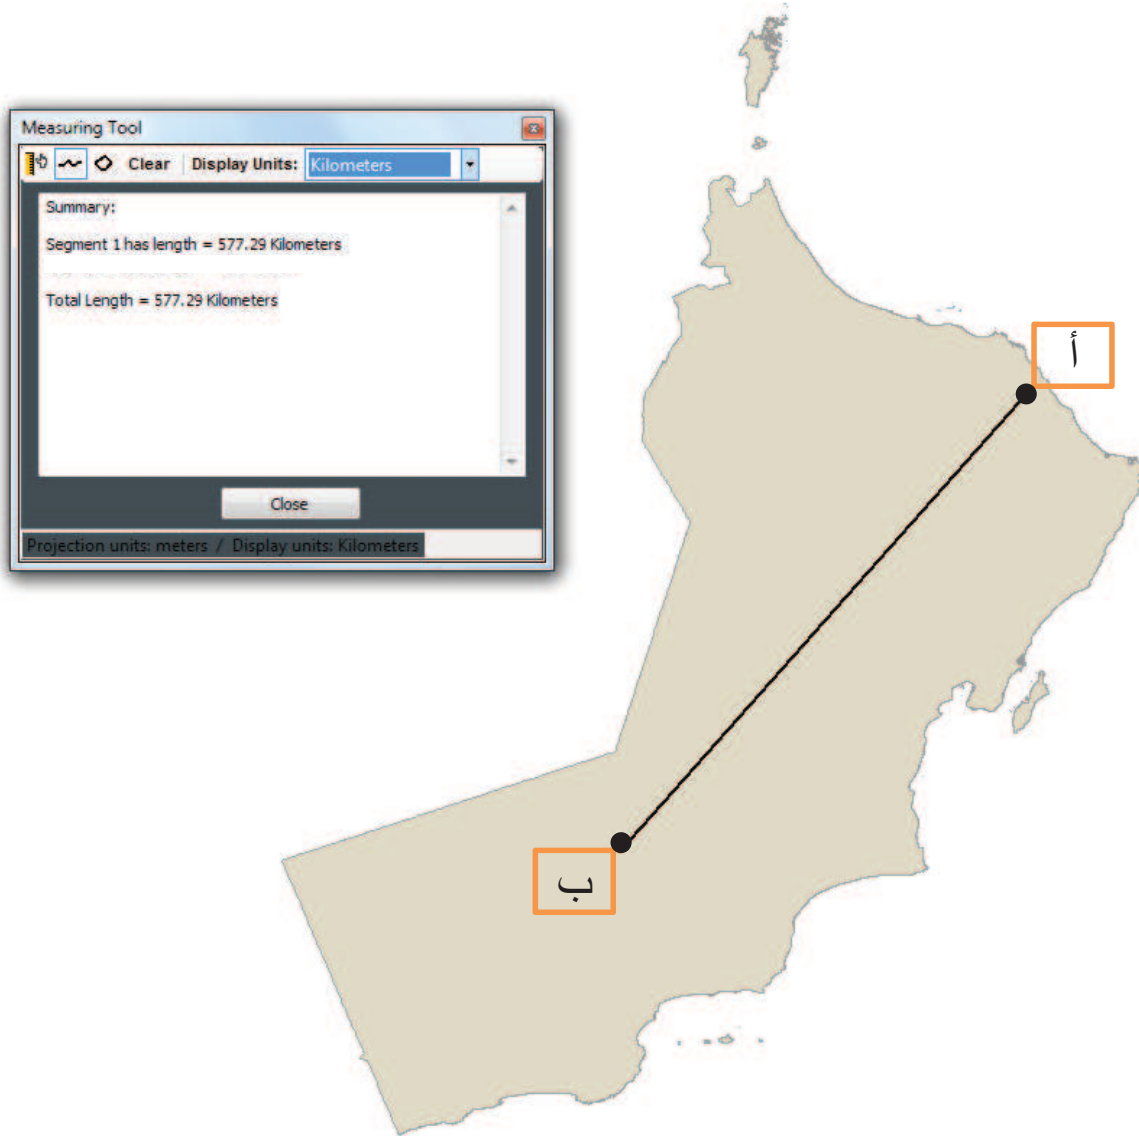 Measuring Tool
Clear Display Units: Kilometers
Summary:
Segment 1 has length = 577.29 Kilometers
Total Length = 577.29 Kilometers
Close
Projection units: meters / Display units: Kilometers
أ
ب